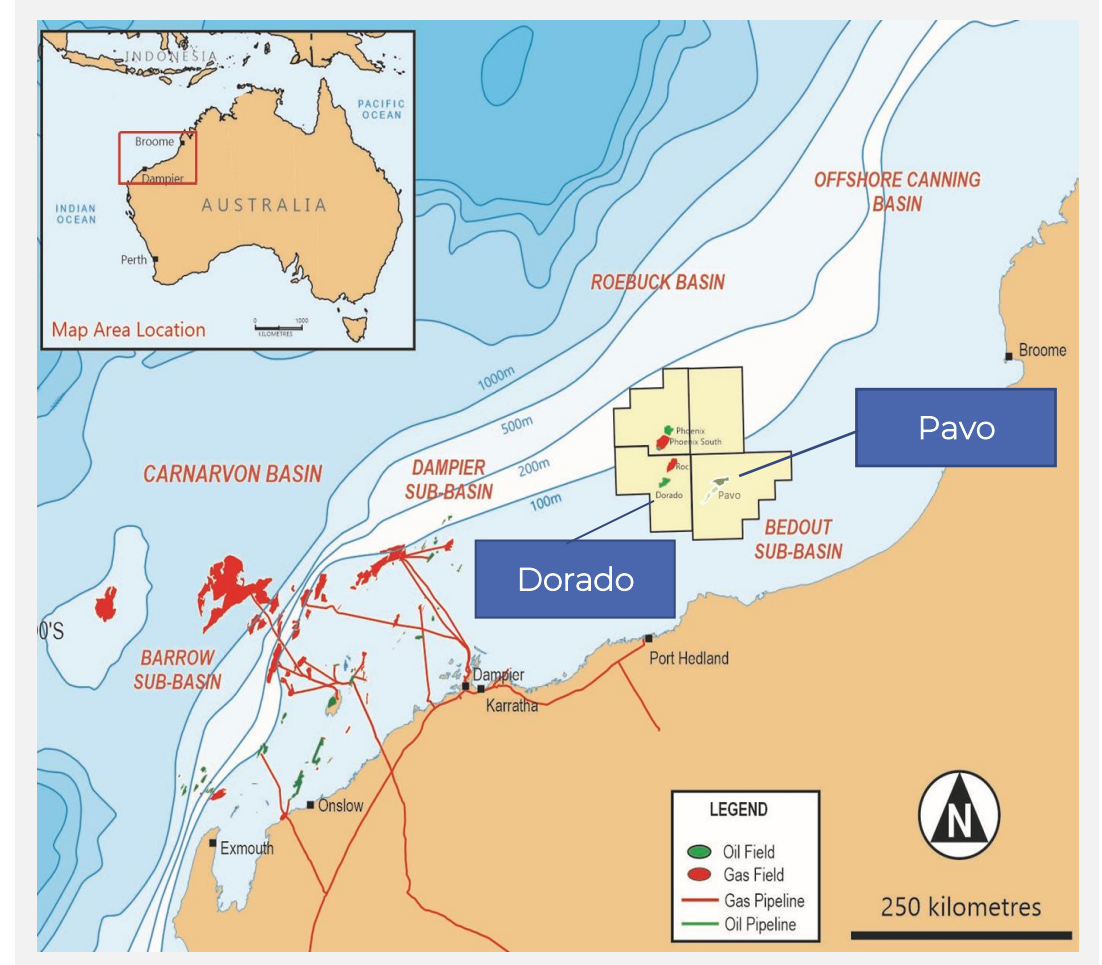 INDONESIA
PACIFIC
OCEAN
Broome
Dampier
INDIAN
OCEAN
AUSTRALIA
Perth
Map Area Location
0 1000
KILOMETRES
OFFSHORE CANNING
BASIN
ROEBUCK BASIN
Broome
1000m
500m
200m
100m
Phoenix
Phoenix South
Roc
Dorado
Pavo
Pavo
CARNARVON BASIN
DAMPIER
SUB-BASIN
BEDOUT
SUB-BASIN
Dorado
0'S
BARROW
SUB-BASIN
Port Hedland
Dampier
Karratha
Onslow
Exmouth
LEGEND
Oil Field
Gas Field
Gas Pipeline
Oil Pipeline
N
250 kilometres